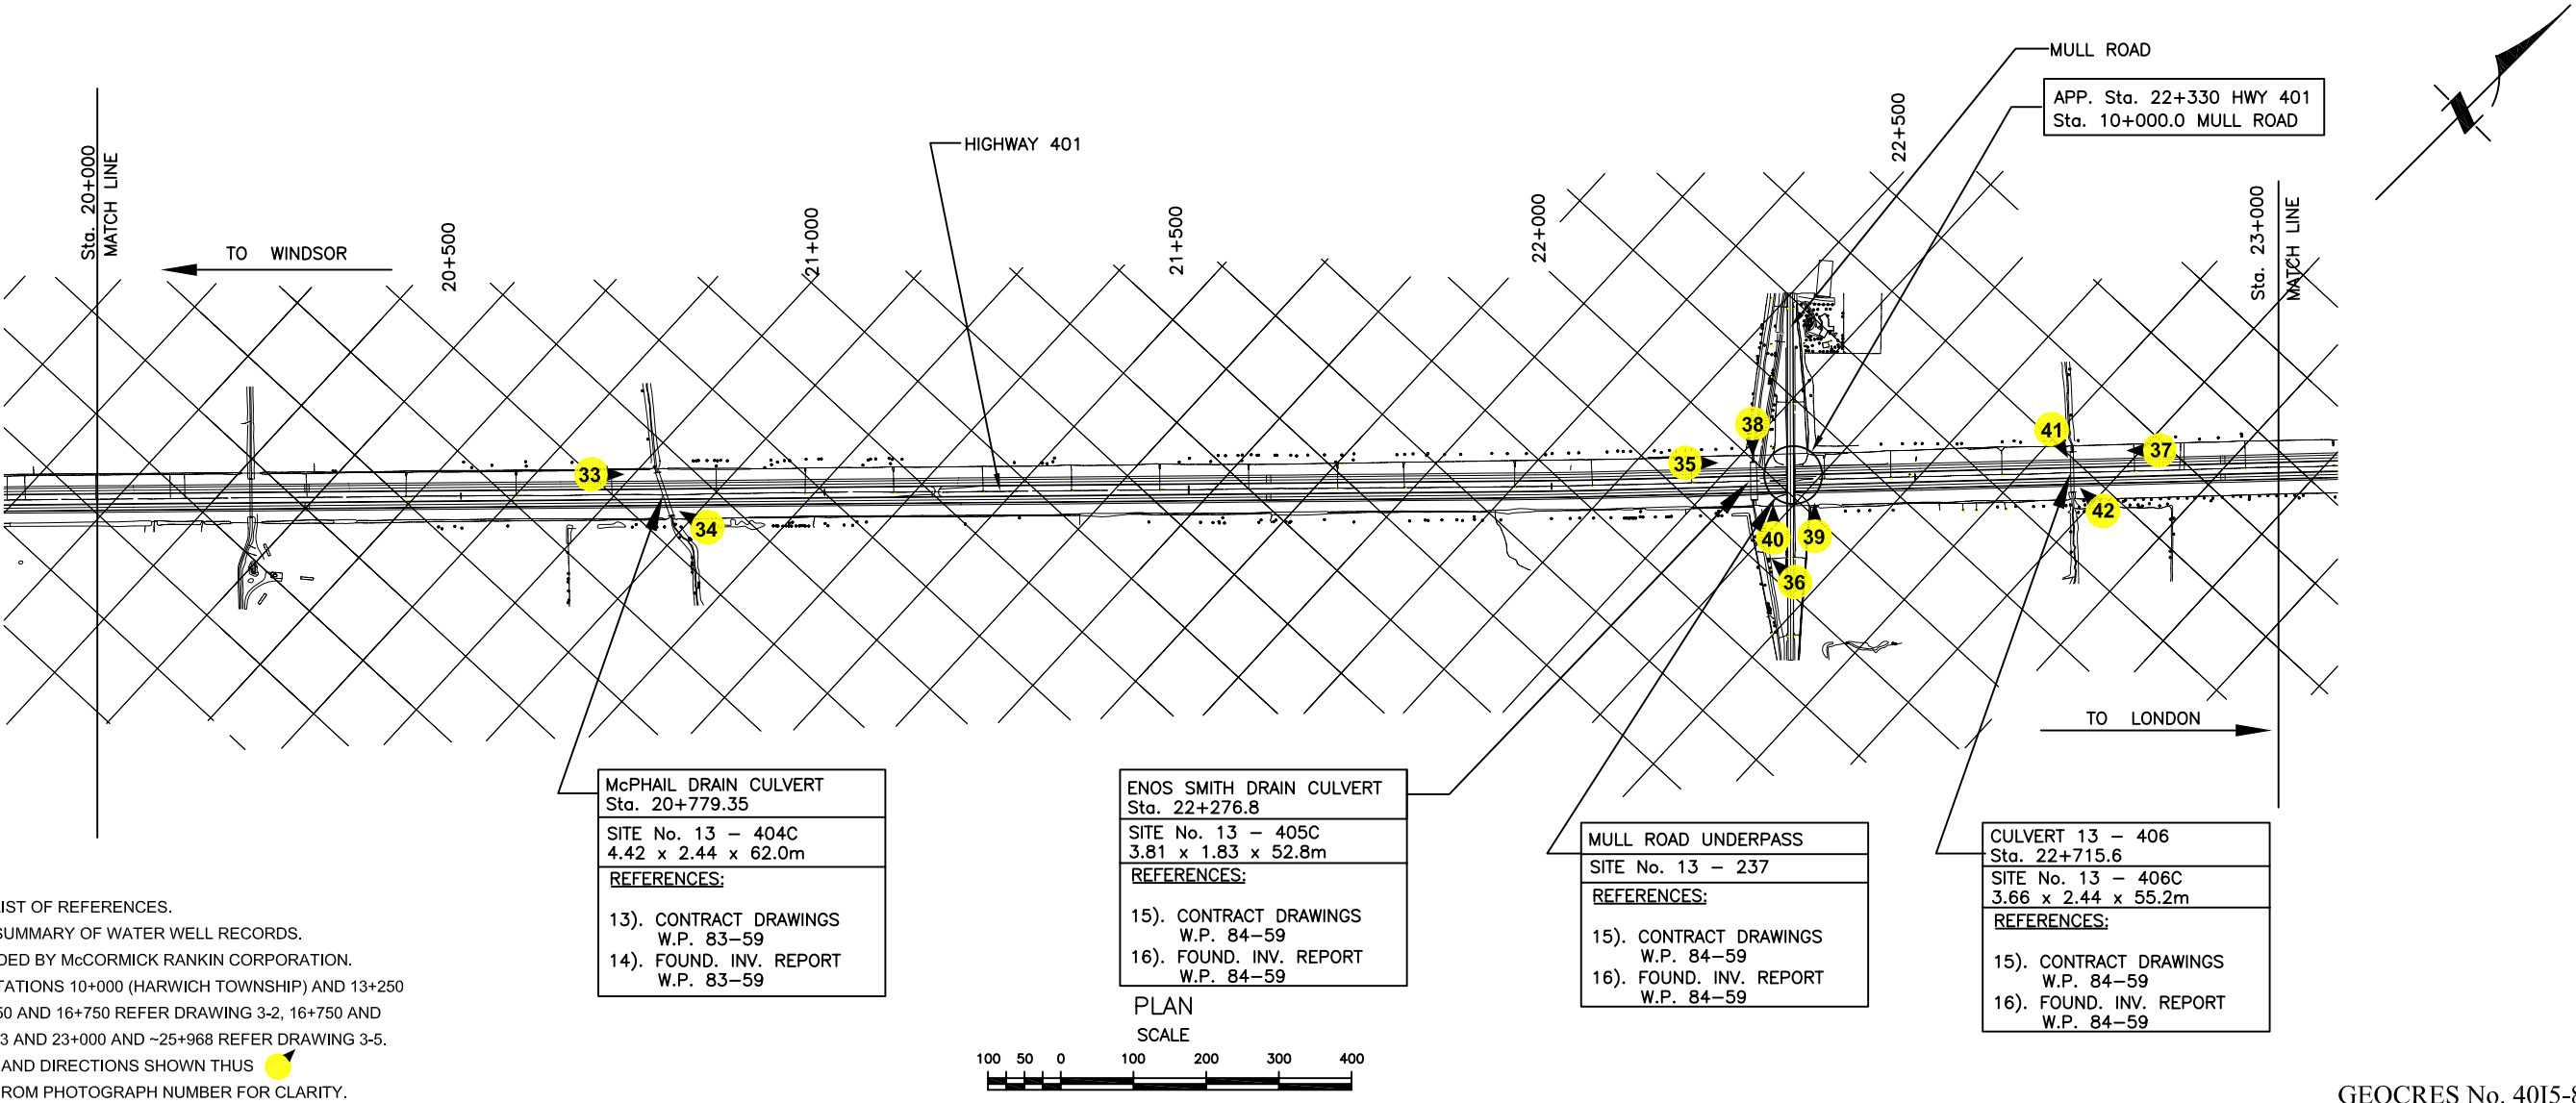 MULL ROAD
APP. Sta. 22+330 HWY 401
Sta. 10+000.0 MULL ROAD
HIGHWAY 401
Sta. 20+000
MATCH LINE
TO WINDSOR
20+500
21+000
21+500
22+000
22+500
Sta. 23+000
MATCH LINE
33
34
35
38
40
39
36
41
37
42
TO LONDON
McPHAIL DRAIN CULVERT
Sta. 20+779.35
SITE No. 13 – 404C
4.42 x 2.44 x 62.0m
REFERENCES:
13). CONTRACT DRAWINGS
W.P. 83–59
14). FOUND. INV. REPORT
W.P. 83–59
ENOS SMITH DRAIN CULVERT
Sta. 22+276.8
SITE No. 13 – 405C
3.81 x 1.83 x 52.8m
REFERENCES:
15). CONTRACT DRAWINGS
W.P. 84–59
16). FOUND. INV. REPORT
W.P. 84–59
MULL ROAD UNDERPASS
SITE No. 13 – 237
REFERENCES:
15). CONTRACT DRAWINGS
W.P. 84–59
16). FOUND. INV. REPORT
W.P. 84–59
CULVERT 13 – 406
Sta. 22+715.6
SITE No. 13 – 406C
3.66 x 2.44 x 55.2m
REFERENCES:
15). CONTRACT DRAWINGS
W.P. 84–59
16). FOUND. INV. REPORT
W.P. 84–59
IST OF REFERENCES.
SUMMARY OF WATER WELL RECORDS.
DED BY McCORMICK RANKIN CORPORATION.
TATIONS 10+000 (HARWICH TOWNSHIP) AND 13+250
50 AND 16+750 REFER DRAWING 3-2, 16+750 AND
3 AND 23+000 AND ~25+968 REFER DRAWING 3-5.
AND DIRECTIONS SHOWN THUS
ROM PHOTOGRAPH NUMBER FOR CLARITY.
PLAN
SCALE
100 50 0 100 200 300 400
GEOCRES No. 40I5-8